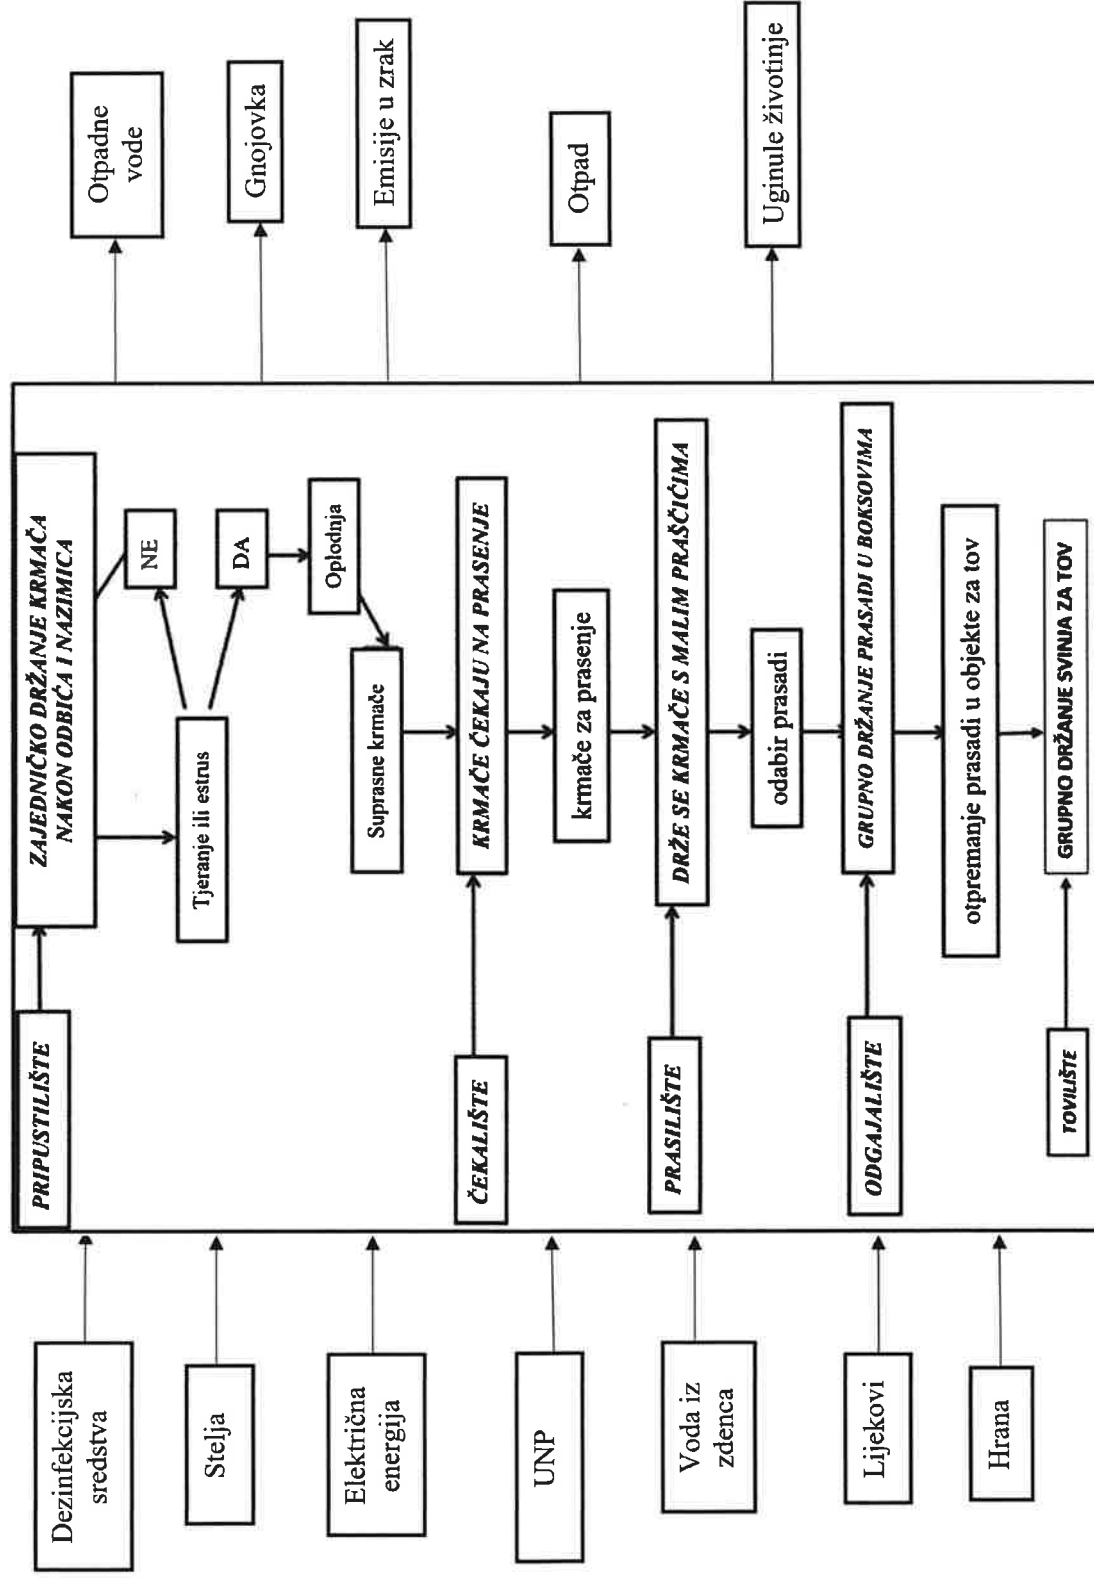 Dezinfekcijska
sredstva
Stelja
Električna
energija
UNP
Voda iz
zdenca
Lijekovi
Hrana
PRIPUSTILIŠTE
ZAJEDNIČKO DRŽANJE KRMAČA
NAKON ODBIĆA I NAZIMICA
Tjeranje ili estrus
NE
DA
Oplodnja
Suprasne krmače
ČEKALIŠTE
KRMAČE ČEKAJU NA PRASENJE
krmače za prasenje
PRASILIŠTE
DRŽE SE KRMAČE S MALIM PRAŠČIĆIMA
odabir prasadi
ODGAJALIŠTE
GRUPNO DRŽANJE PRASADI U BOKSOVIMA
otpremanje prasadi u objekte za tov
TOVILIŠTE
GRUPNO DRŽANJE SVINJA ZA TOV
Otpadne
vode
Gnojovka
Emisije u zrak
Otpad
Uginule životinje